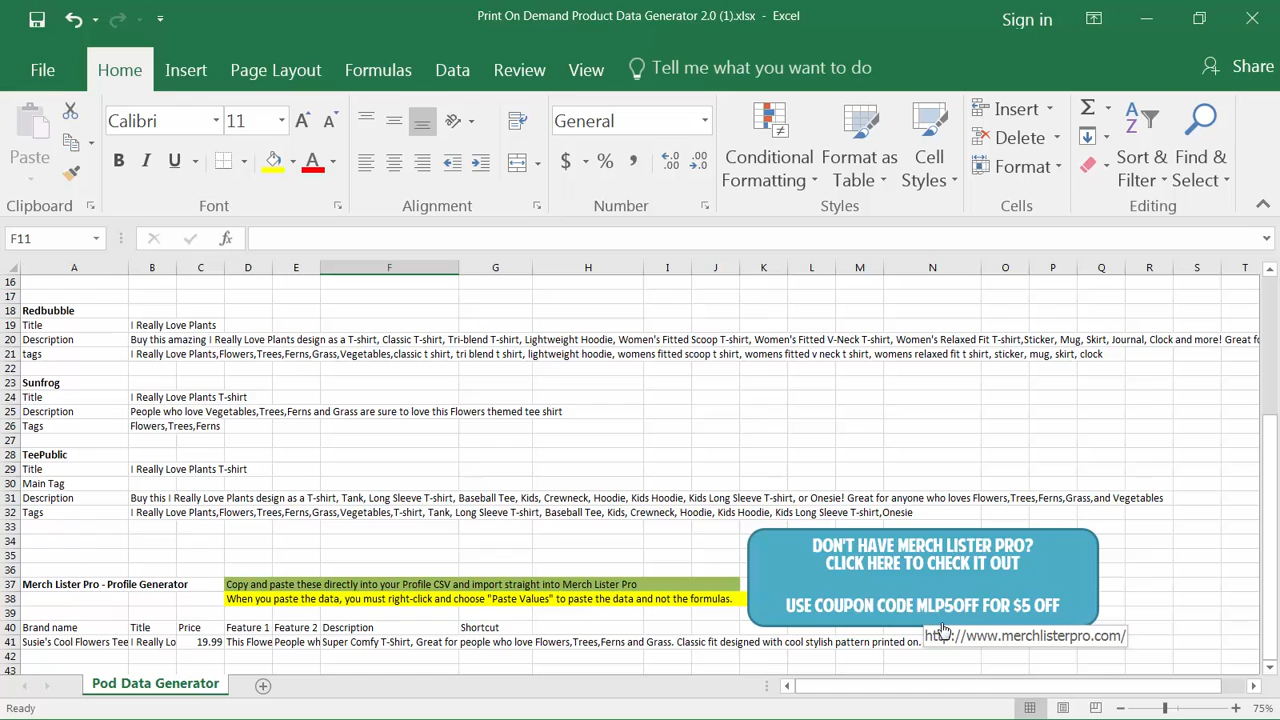 Print On Demand Product Data Generator 2.0 (1).xlsx - Excel
Sign in
File Home Insert Page Layout Formulas Data Review View Tell me what you want to do Share
Calibri 11 General Insert Sort & Find &
Paste Conditional Format as Cell Delete
Formatting Table Styles Format Filter Select
Clipboard Font Alignment Number Styles Cells Editing
F11
A B C D E F G H I J K L M N O P Q R S T
16
17
18 Redbubble
19 Title I Really Love Plants
20 Description Buy this amazing I Really Love Plants design as a T-shirt, Classic T-shirt, Tri-blend T-shirt, Lightweight Hoodie, Women's Fitted Scoop T-shirt, Women's Fitted V-Neck T-shirt, Women's Relaxed Fit T-shirt,Sticker, Mug, Skirt, Journal, Clock and more! Great fo
21 tags I Really Love Plants,Flowers,Trees,Ferns,Grass,Vegetables,classic t shirt, tri blend t shirt, lightweight hoodie, womens fitted scoop t shirt, womens fitted v neck t shirt, womens relaxed fit t shirt, sticker, mug, skirt, clock
22
23 Sunfrog
24 Title I Really Love Plants T-shirt
25 Description People who love Vegetables,Trees,Ferns and Grass are sure to love this Flowers themed tee shirt
26 Tags Flowers,Trees,Ferns
27
28 TeePublic
29 Title I Really Love Plants T-shirt
30 Main Tag
31 Description Buy this I Really Love Plants design as a T-shirt, Tank, Long Sleeve T-shirt, Baseball Tee, Kids, Crewneck, Hoodie, Kids Hoodie, Kids Long Sleeve T-shirt, or Onesie! Great for anyone who loves Flowers,Trees,Ferns,Grass,and Vegetables
32 Tags I Really Love Plants,Flowers,Trees,Ferns,Grass,Vegetables,T-shirt, Tank, Long Sleeve T-shirt, Baseball Tee, Kids, Crewneck, Hoodie, Kids Hoodie, Kids Long Sleeve T-shirt,Onesie
33
34
35
DON'T HAVE MERCH LISTER PRO?
CLICK HERE TO CHECK IT OUT
USE COUPON CODE MLP5OFF FOR $5 OFF
36
37 Merch Lister Pro - Profile Generator Copy and paste these directly into your Profile CSV and import straight into Merch Lister Pro
38 When you paste the data, you must right-click and choose "Paste Values" to paste the data and not the formulas.
39
http://www.merchlisterpro.com/
40 Brand name Title Price Feature 1 Feature 2 Description Shortcut
41 Susie's Cool Flowers Tee I Really Lo 19.99 This Flowe People wh Super Comfy T-Shirt, Great for people who love Flowers,Trees,Ferns and Grass. Classic fit designed with cool stylish pattern printed on.
42
43
Pod Data Generator
Ready 75%